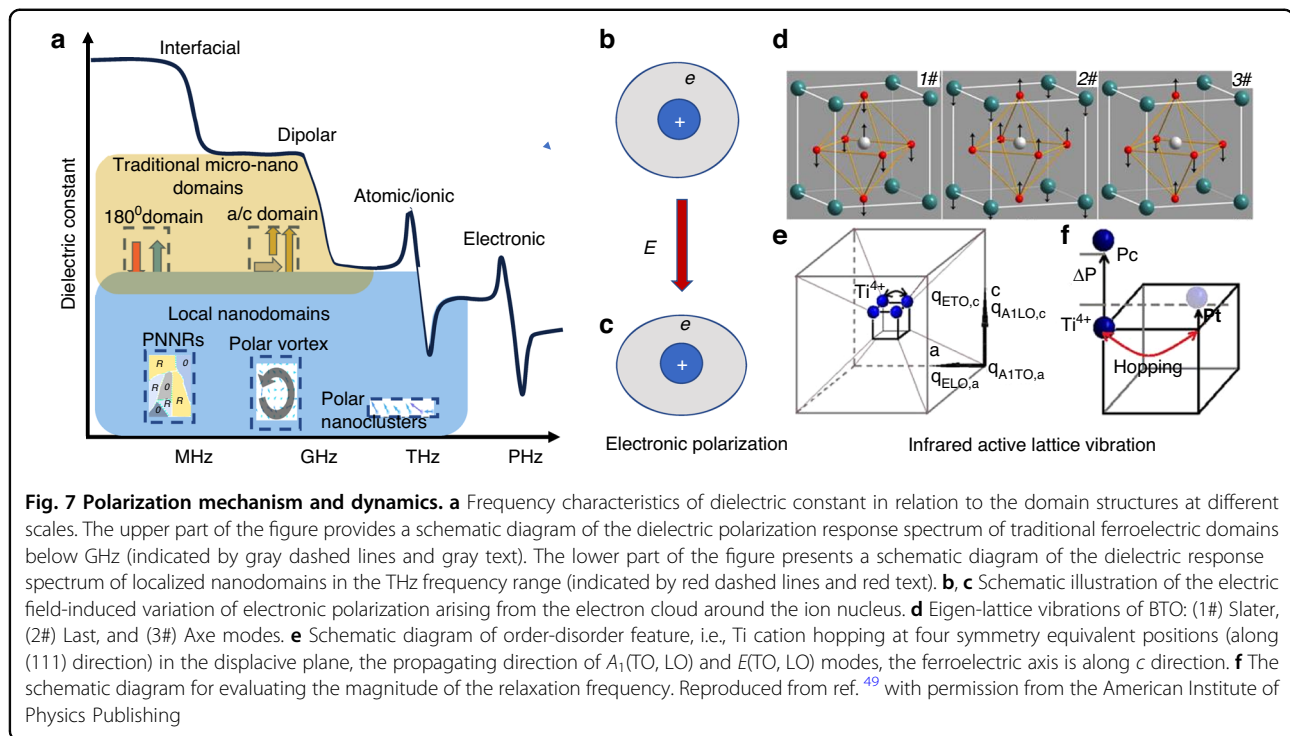 a
Interfacial
Dipolar
Traditional micro-nano
domains
180⁰domain
a/c domain
Atomic/ionic
Electronic
Dielectric constant
Local nanodomains
PNNRs
Polar vortex
Polar
nanoclusters
R
O
R
O
R
R
O
MHz
GHz
THz
PHz
b
e
+
E
c
e
+
Electronic polarization
d
1#
2#
3#
e
Ti⁴⁺
c
q_ETO,c
q_A1LO,c
a
q_ELO,a
q_A1TO,a
f
Pc
ΔP
Ti⁴⁺
Pt
Hopping
Infrared active lattice vibration
Fig. 7 Polarization mechanism and dynamics. a Frequency characteristics of dielectric constant in relation to the domain structures at different
scales. The upper part of the figure provides a schematic diagram of the dielectric polarization response spectrum of traditional ferroelectric domains
below GHz (indicated by gray dashed lines and gray text). The lower part of the figure presents a schematic diagram of the dielectric response
spectrum of localized nanodomains in the THz frequency range (indicated by red dashed lines and red text). b, c Schematic illustration of the electric
field-induced variation of electronic polarization arising from the electron cloud around the ion nucleus. d Eigen-lattice vibrations of BTO: (1#) Slater,
(2#) Last, and (3#) Axe modes. e Schematic diagram of order-disorder feature, i.e., Ti cation hopping at four symmetry equivalent positions (along
(111) direction) in the displacive plane, the propagating direction of A₁(TO, LO) and E(TO, LO) modes, the ferroelectric axis is along c direction. f The
schematic diagram for evaluating the magnitude of the relaxation frequency. Reproduced from ref. ⁴⁹ with permission from the American Institute of
Physics Publishing